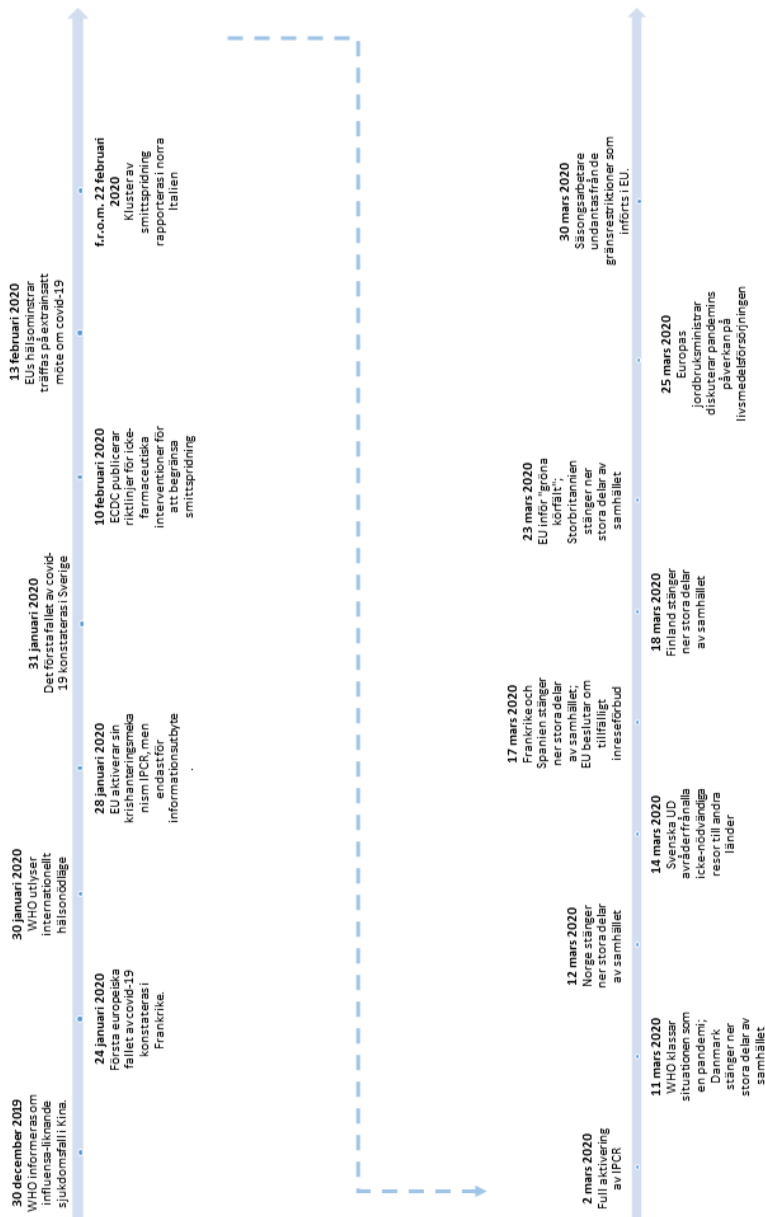 30 december 2019
WHO informeras om
influensa-liknande
sjukdomsfall i Kina.
24 januari 2020
Första europeiska
fallet av covid-19
konstateras i
Frankrike.
30 januari 2020
WHO utlyser
internationellt
hälsonödläge
28 januari 2020
EU aktiverar sin
krishanteringsmeka
nism IPCR, men
endast för
informationsutbyte
.
31 januari 2020
Det första fallet av covid-
19 konstateras i Sverige
10 februari 2020
ECDC publicerar
riktlinjer för icke-
farmaceutiska
interventioner för
att begränsa
smittspridning
13 februari 2020
EUs hälsoministrar
träffas på extrainsatt
möte om covid-19
f.r.o.m. 22 februari
2020
Kluster av
smittspridning
rapporteras i norra
Italien
2 mars 2020
Full aktivering
av IPCR
11 mars 2020
WHO klassar
situationen som
en pandemi;
Danmark
stänger ner
stora delar av
samhället
12 mars 2020
Norge stänger
ner stora delar
av samhället
14 mars 2020
Svenska UD
avråder från alla
icke-nödvändiga
resor till andra
länder
17 mars 2020
Frankrike och
Spanien stänger
ner stora delar
av samhället;
EU beslutar om
tillfälligt
inreseförbud
18 mars 2020
Finland stänger
ner stora delar
av samhället
23 mars 2020
EU inför "gröna
körfält";
Storbritannien
stänger ner
stora delar av
samhället
25 mars 2020
Europas
jordbruksministrar
diskuterar pandemins
påverkan på
livsmedelsförsörjningen
30 mars 2020
Säsongsarbetare
undantas från de
gränsrestriktioner som
införts i EU.